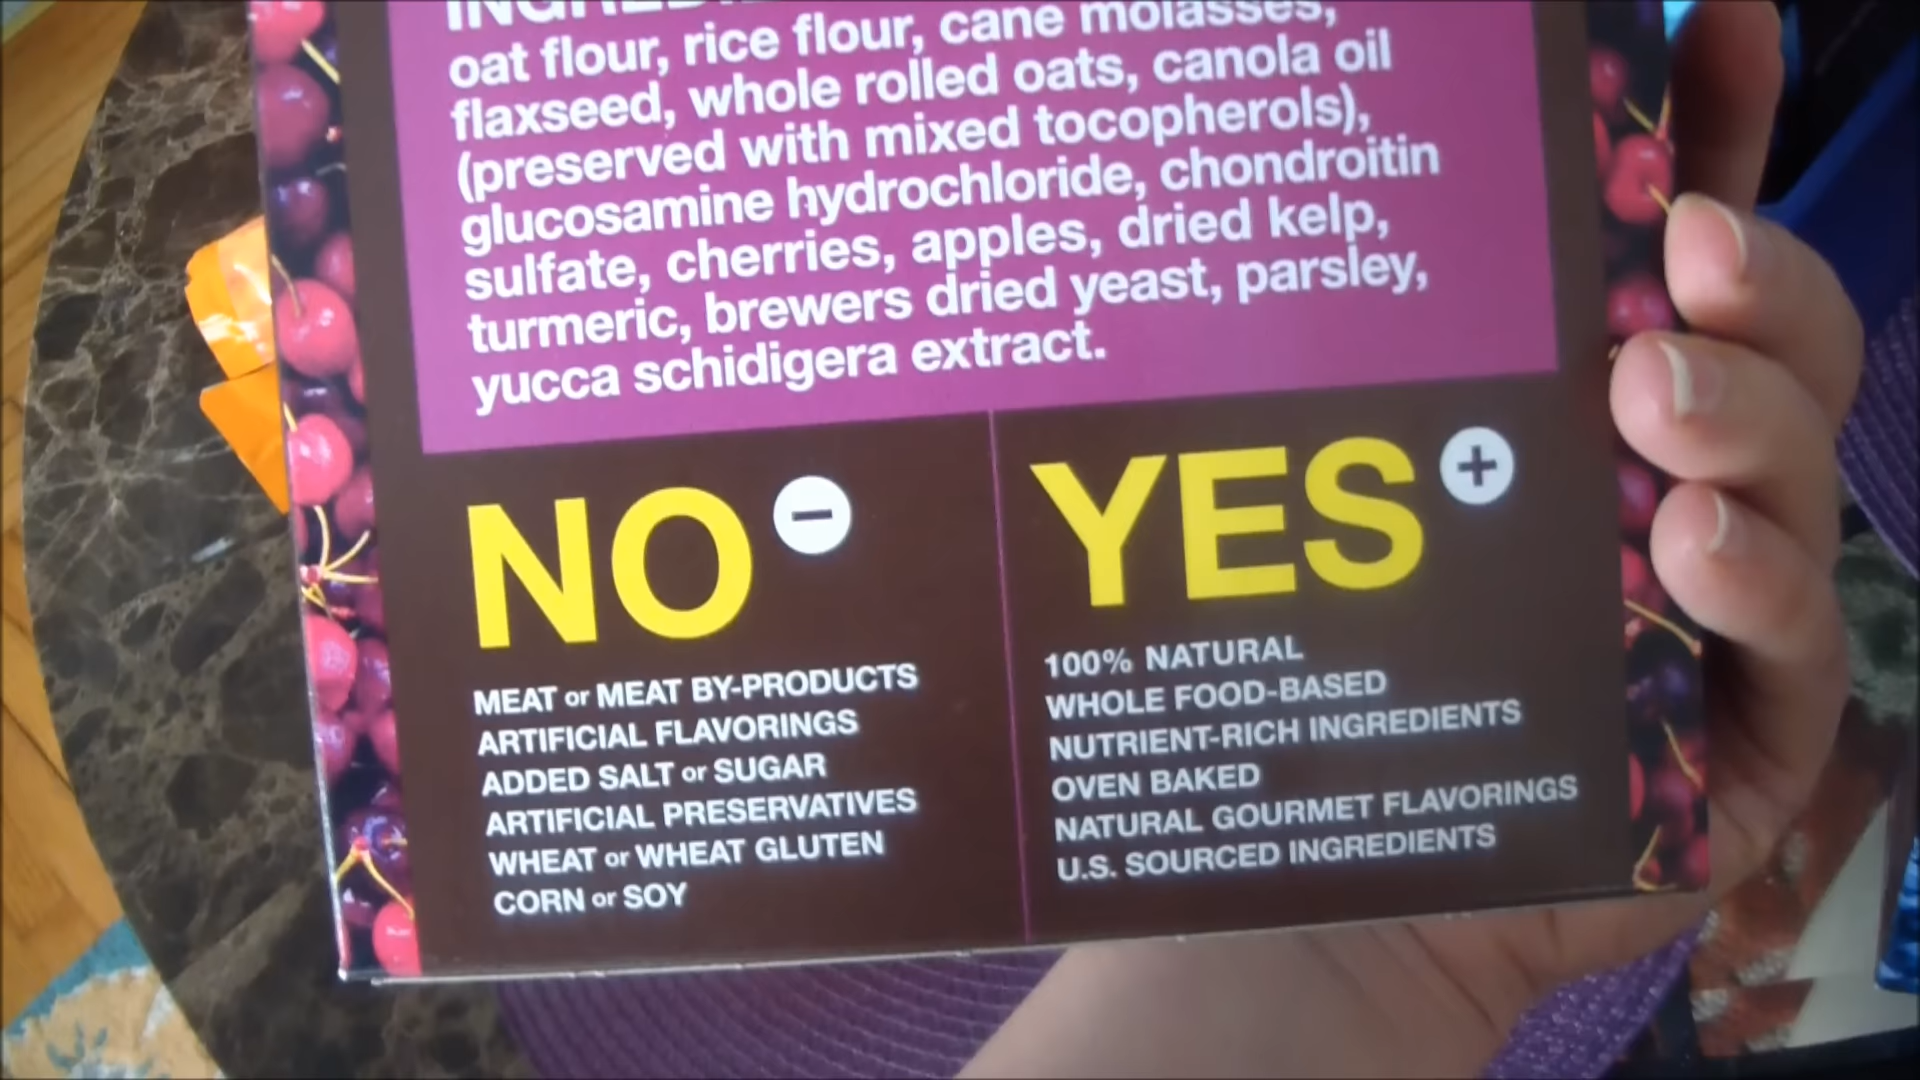 INGREDIE
oat flour, rice flour, cane molasses,
flaxseed, whole rolled oats, canola oil
(preserved with mixed tocopherols),
glucosamine hydrochloride, chondroitin
sulfate, cherries, apples, dried kelp,
turmeric, brewers dried yeast, parsley,
yucca schidigera extract.
NO −
MEAT or MEAT BY-PRODUCTS
ARTIFICIAL FLAVORINGS
ADDED SALT or SUGAR
ARTIFICIAL PRESERVATIVES
WHEAT or WHEAT GLUTEN
CORN or SOY
YES +
100% NATURAL
WHOLE FOOD-BASED
NUTRIENT-RICH INGREDIENTS
OVEN BAKED
NATURAL GOURMET FLAVORINGS
U.S. SOURCED INGREDIENTS